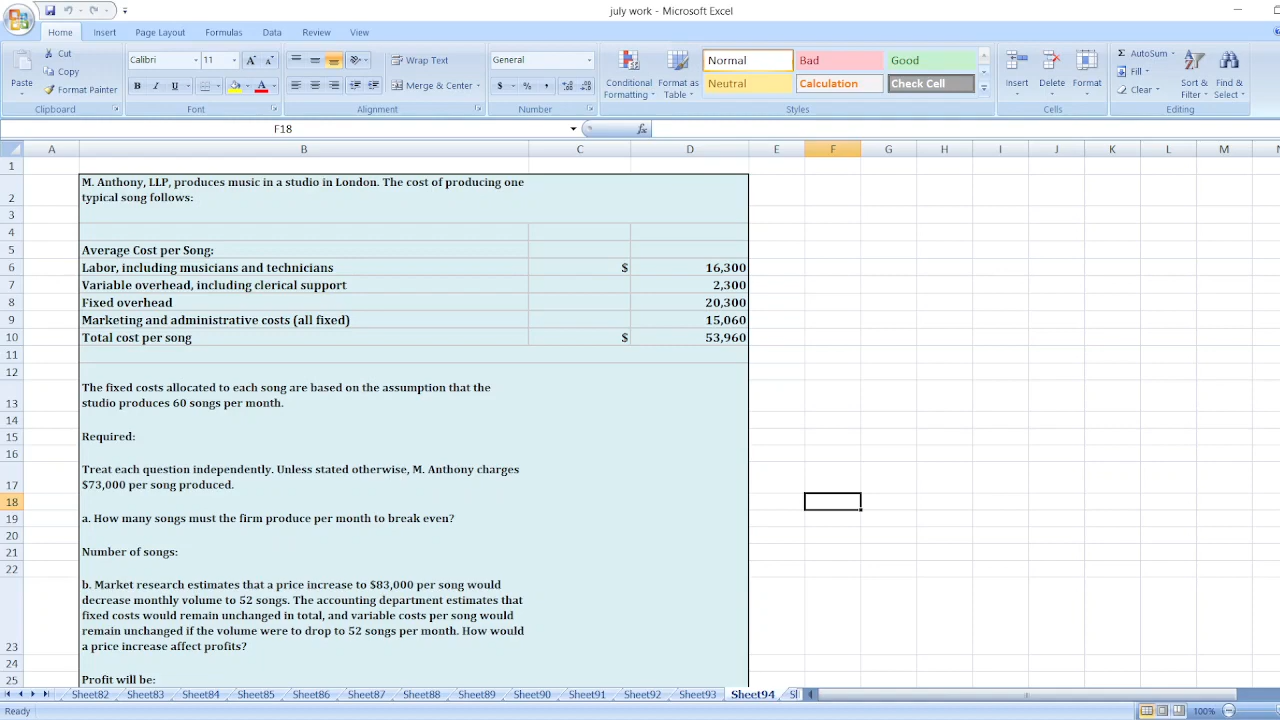 july work - Microsoft Excel
Home Insert Page Layout Formulas Data Review View
Cut
Copy
Format Painter
Paste
Clipboard
Calibri 11
B I U
Font
Wrap Text
Merge & Center
Alignment
General
$ % ,
Number
Conditional Formatting
Format as Table
Normal Bad Good
Neutral Calculation Check Cell
Styles
Insert Delete Format
Cells
Σ AutoSum
Fill
Clear
Sort & Filter
Find & Select
Editing
F18 fx
A B C D E F G H I J K L M N
1
2 M. Anthony, LLP, produces music in a studio in London. The cost of producing one
typical song follows:
3
4
5 Average Cost per Song:
6 Labor, including musicians and technicians $ 16,300
7 Variable overhead, including clerical support 2,300
8 Fixed overhead 20,300
9 Marketing and administrative costs (all fixed) 15,060
10 Total cost per song $ 53,960
11
12
The fixed costs allocated to each song are based on the assumption that the
13 studio produces 60 songs per month.
14
15 Required:
16
Treat each question independently. Unless stated otherwise, M. Anthony charges
17 $73,000 per song produced.
18
19 a. How many songs must the firm produce per month to break even?
20
21 Number of songs:
22
b. Market research estimates that a price increase to $83,000 per song would
decrease monthly volume to 52 songs. The accounting department estimates that
fixed costs would remain unchanged in total, and variable costs per song would
remain unchanged if the volume were to drop to 52 songs per month. How would
23 a price increase affect profits?
24
25 Profit will be:
Sheet82 Sheet83 Sheet84 Sheet85 Sheet86 Sheet87 Sheet88 Sheet89 Sheet90 Sheet91 Sheet92 Sheet93 Sheet94
Ready 100%